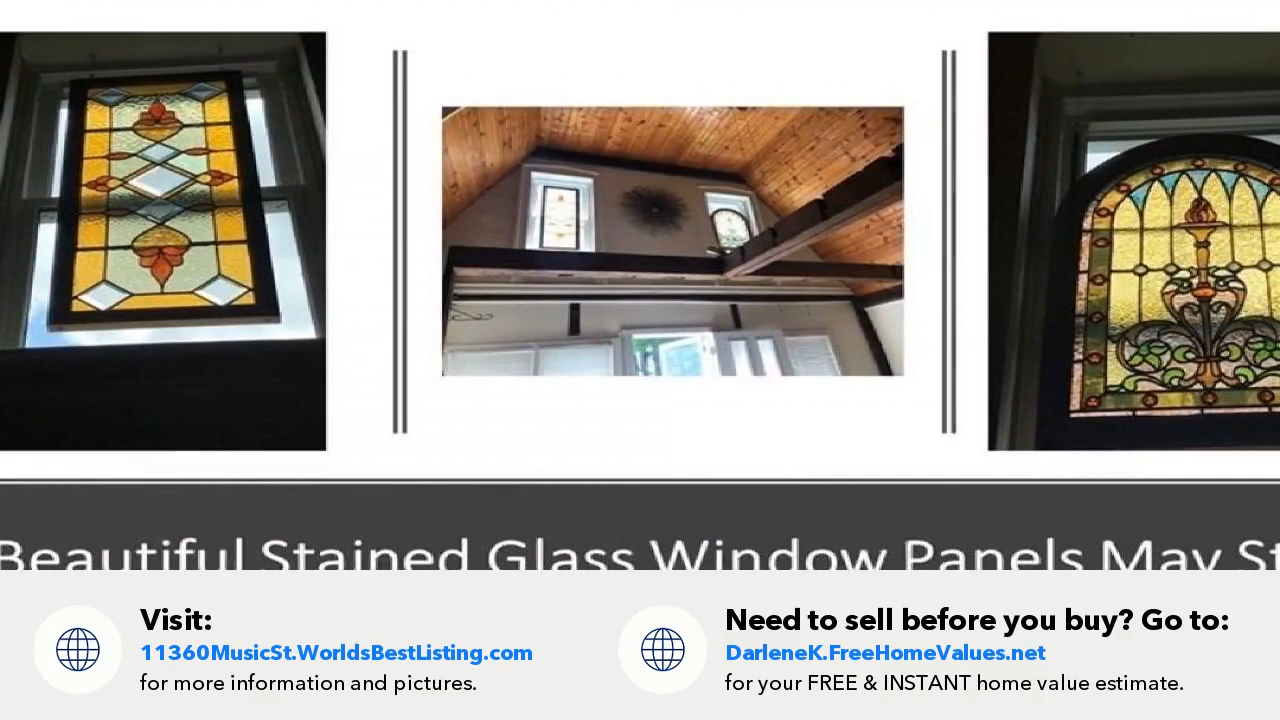 Beautiful Stained Glass Window Panels May St
Visit:
11360MusicSt.WorldsBestListing.com
for more information and pictures.
Need to sell before you buy? Go to:
DarleneK.FreeHomeValues.net
for your FREE & INSTANT home value estimate.